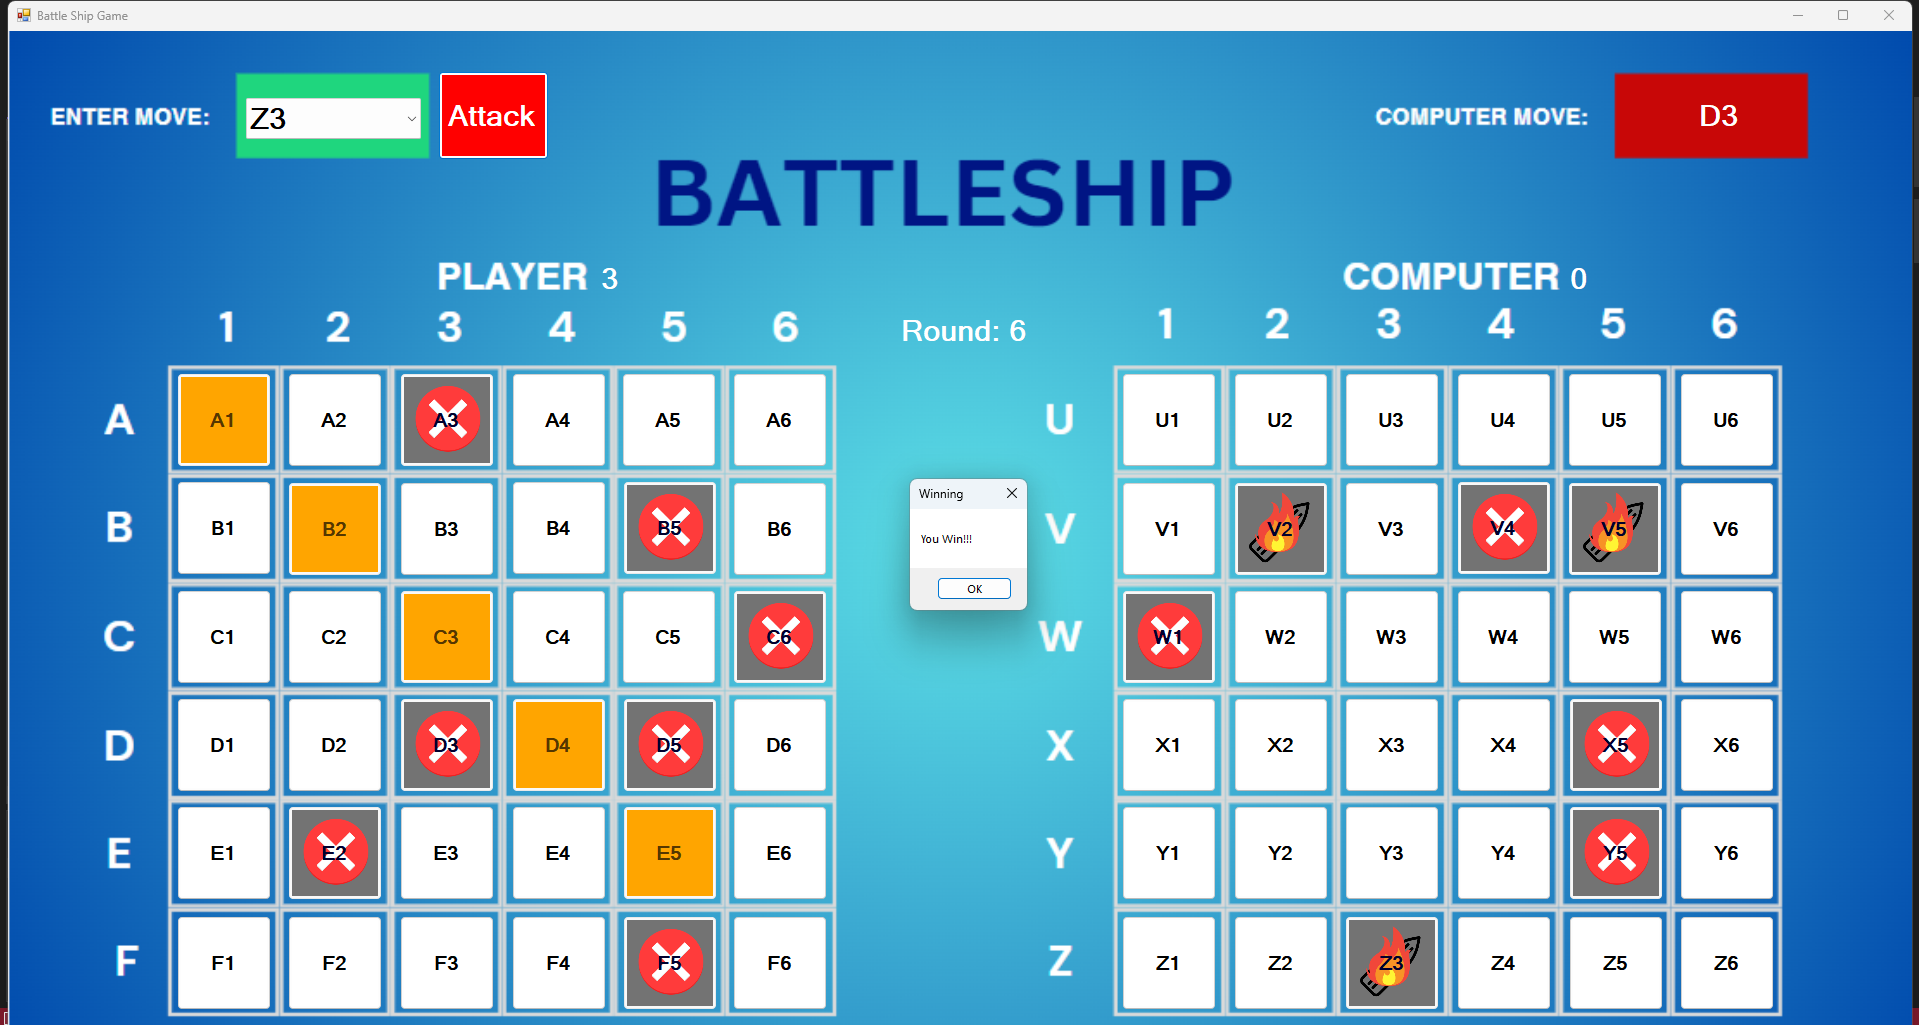 Battle Ship Game
ENTER MOVE: Z3 Attack COMPUTER MOVE: D3
BATTLESHIP
PLAYER 3 COMPUTER 0
1 2 3 4 5 6 Round: 6 1 2 3 4 5 6
A A1 A2 A3 A4 A5 A6 U U1 U2 U3 U4 U5 U6
Winning
B B1 B2 B3 B4 B5 B6 V V1 V2 V3 V4 V5 V6
You Win!!!
OK
C C1 C2 C3 C4 C5 C6 W W1 W2 W3 W4 W5 W6
D D1 D2 D3 D4 D5 D6 X X1 X2 X3 X4 X5 X6
E E1 E2 E3 E4 E5 E6 Y Y1 Y2 Y3 Y4 Y5 Y6
F F1 F2 F3 F4 F5 F6 Z Z1 Z2 Z3 Z4 Z5 Z6